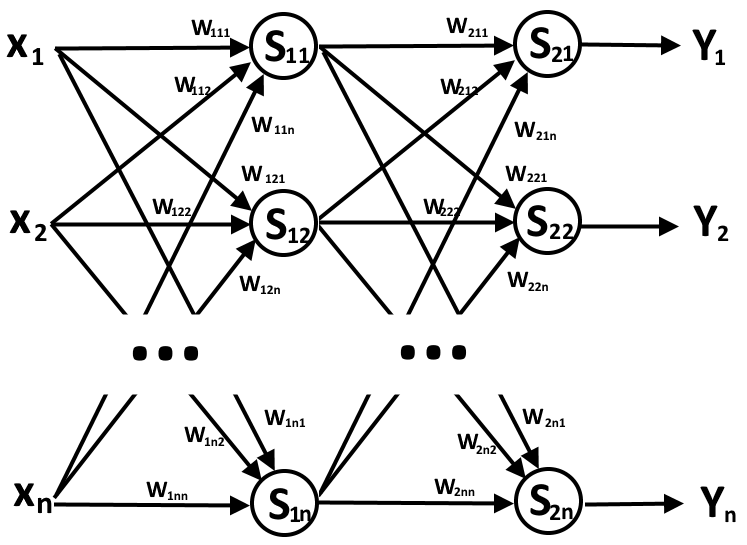 W111 W211
x1 S11 S21 Y1
W112 W212
W11n W21n
W121 W221
W122 W222
x2 S12 S22 Y2
W12n W22n
...  ...
W1n1 W2n1
W1n2 W2n2
W1nn W2nn
xn S1n S2n Yn